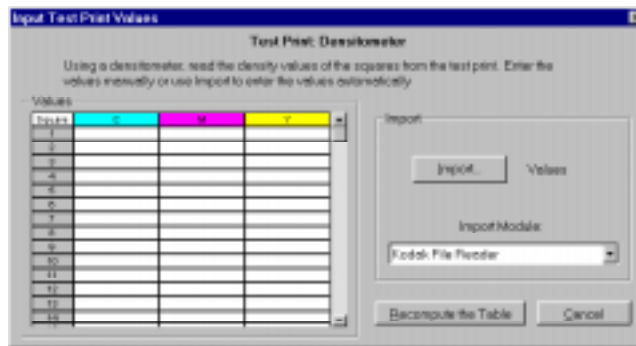 Input Test Print Values
Test Print: Densitometer
Using a densitometer, read the density values of the squares from the test print. Enter the
values manually or use Import to enter the values automatically
Values
C M Y
1
2
3
4
5
6
7
8
9
10
11
12
13
14
Import
Import... Values
Import Module:
Kodak File Reader
Recompute the Table Cancel